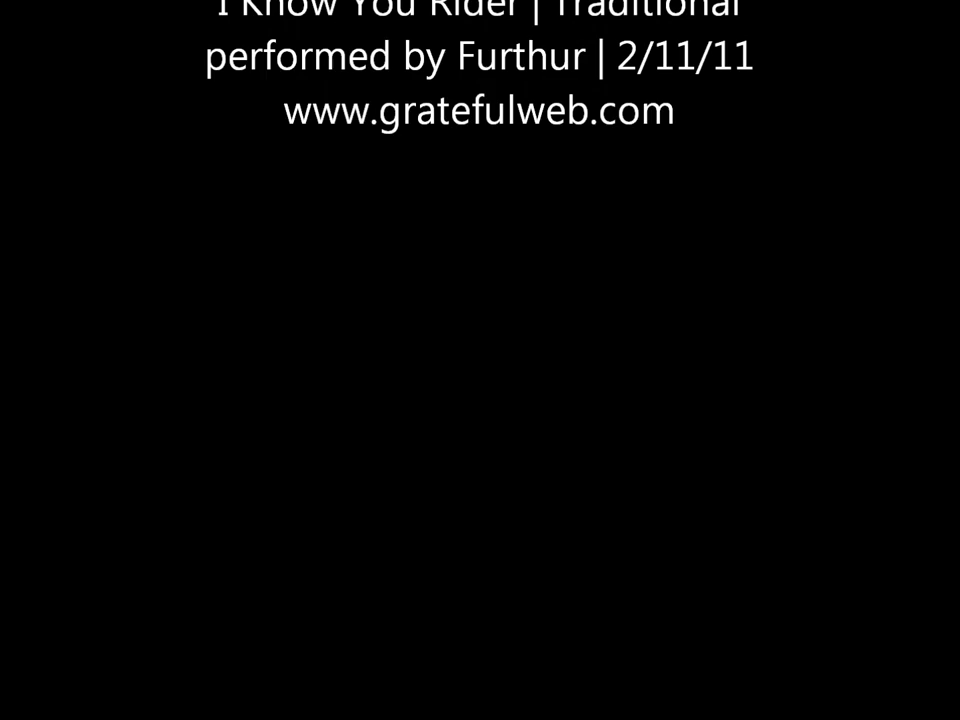 I Know You Rider | Traditional
performed by Furthur | 2/11/11
www.gratefulweb.com